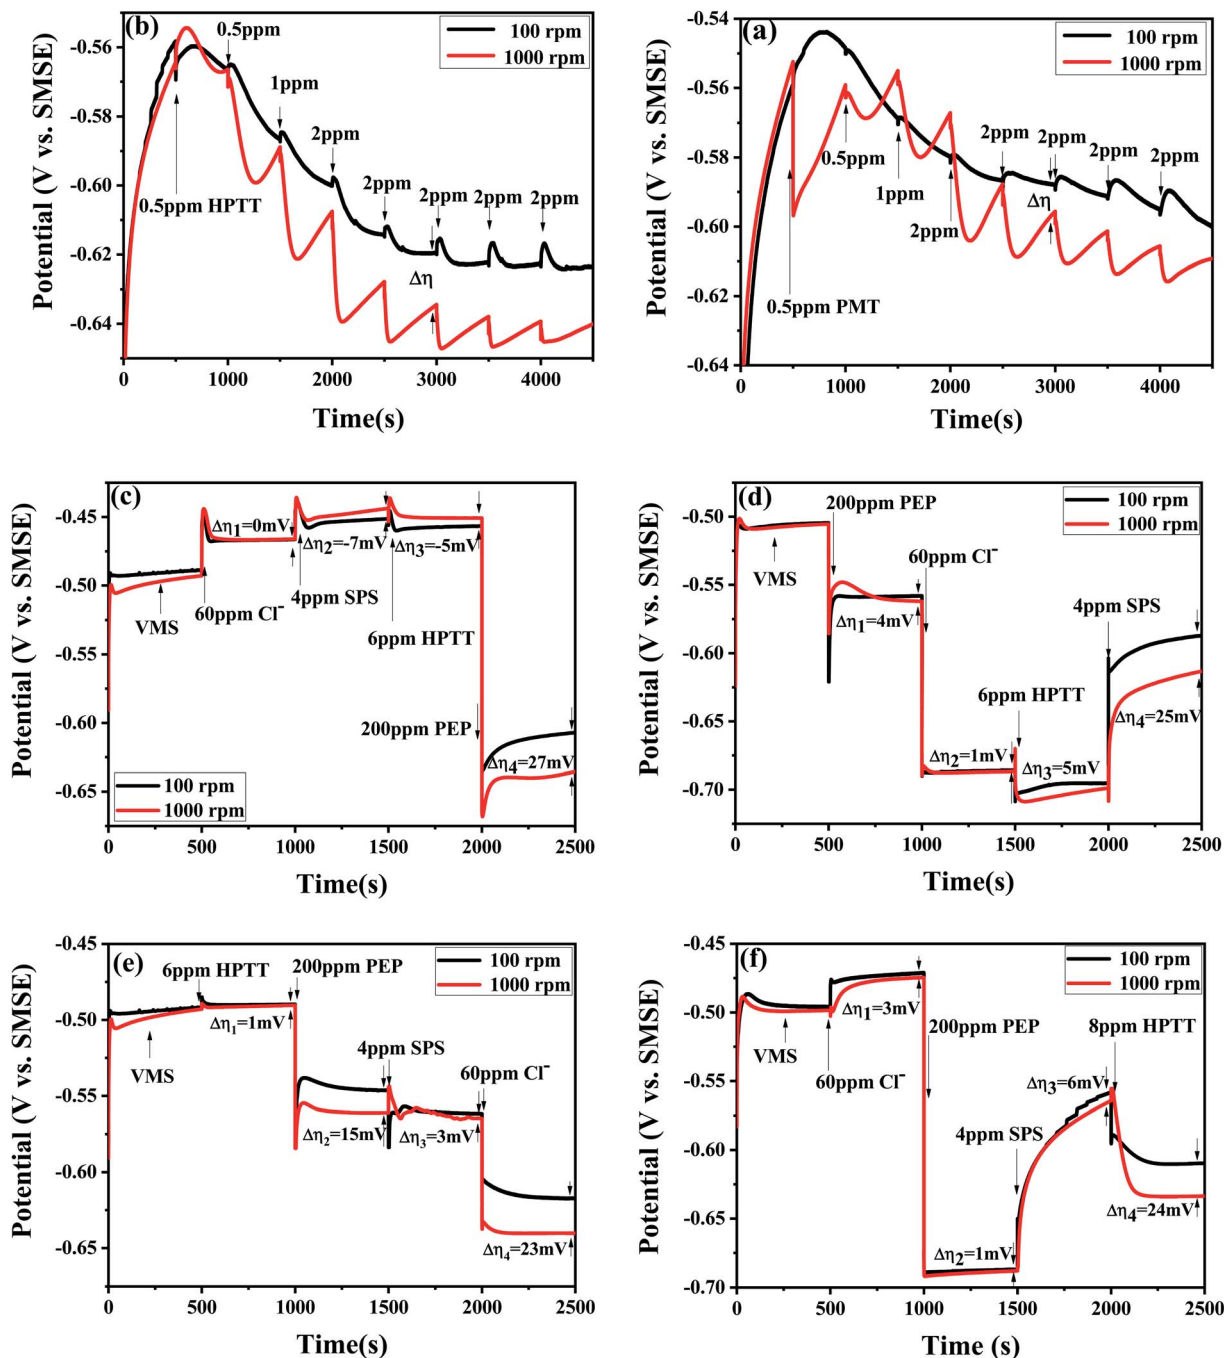 (b)
0.5ppm
100 rpm
1000 rpm
1ppm
2ppm
2ppm
2ppm
2ppm
2ppm
0.5ppm HPTT
Δη
-0.56
-0.58
-0.60
-0.62
-0.64
0
1000
2000
3000
4000
Potential (V vs. SMSE)
Time(s)
(a)
100 rpm
1000 rpm
0.5ppm
1ppm
2ppm
2ppm
2ppm
2ppm
2ppm
Δη
0.5ppm PMT
-0.54
-0.56
-0.58
-0.60
-0.62
-0.64
0
1000
2000
3000
4000
Potential (V vs. SMSE)
Time(s)
(c)
Δη1=0mV
Δη2=-7mV
Δη3=-5mV
VMS
60ppm Cl⁻
4ppm SPS
6ppm HPTT
200ppm PEP
Δη4=27mV
100 rpm
1000 rpm
-0.45
-0.50
-0.55
-0.60
-0.65
0
500
1000
1500
2000
2500
Potential (V vs. SMSE)
Time(s)
(d)
200ppm PEP
100 rpm
1000 rpm
VMS
60ppm Cl⁻
Δη1=4mV
4ppm SPS
6ppm HPTT
Δη2=1mV
Δη3=5mV
Δη4=25mV
-0.50
-0.55
-0.60
-0.65
-0.70
0
500
1000
1500
2000
2500
Potential (V vs. SMSE)
Time(s)
(e)
6ppm HPTT
200ppm PEP
100 rpm
1000 rpm
Δη1=1mV
VMS
4ppm SPS
60ppm Cl⁻
Δη2=15mV
Δη3=3mV
Δη4=23mV
-0.45
-0.50
-0.55
-0.60
-0.65
0
500
1000
1500
2000
2500
Potential (V vs. SMSE)
Time(s)
(f)
100 rpm
1000 rpm
Δη1=3mV
VMS
60ppm Cl⁻
200ppm PEP
8ppm HPTT
Δη3=6mV
4ppm SPS
Δη2=1mV
Δη4=24mV
-0.45
-0.50
-0.55
-0.60
-0.65
-0.70
0
500
1000
1500
2000
2500
Potential (V vs. SMSE)
Time (s)